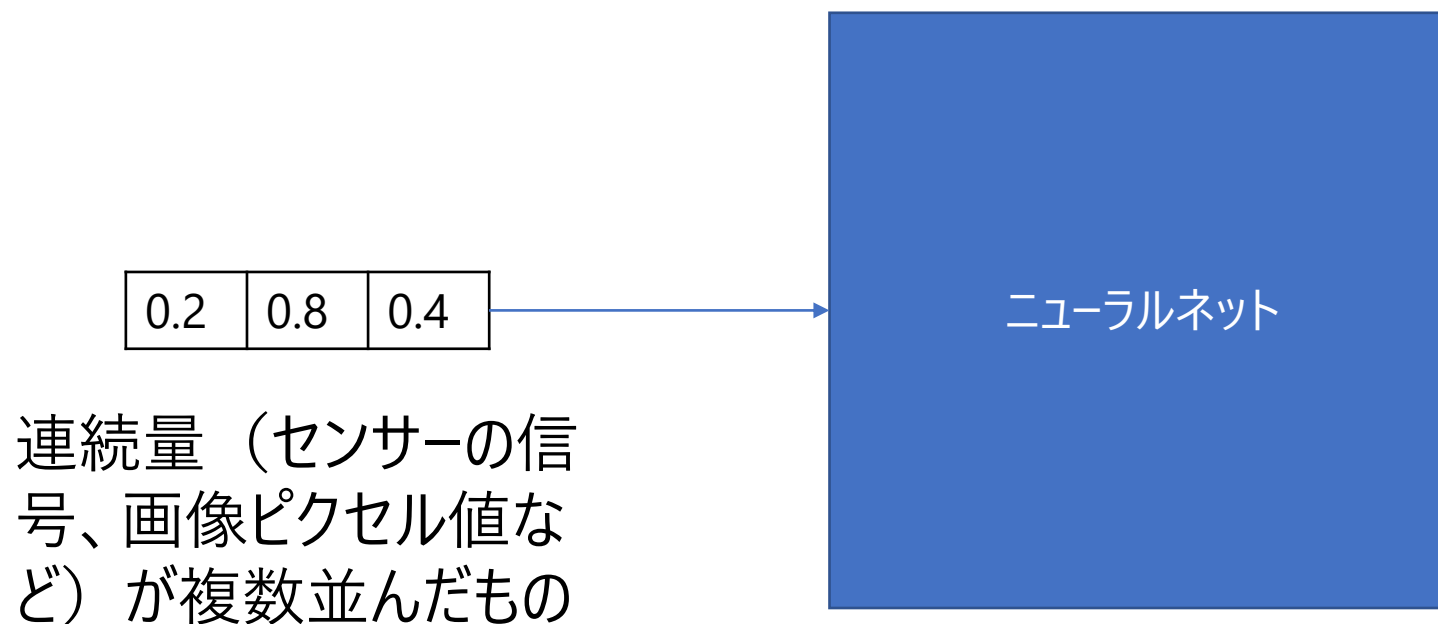 0.2 0.8 0.4
ニューラルネット
連続量（センサーの信
号、画像ピクセル値な
ど）が複数並んだもの